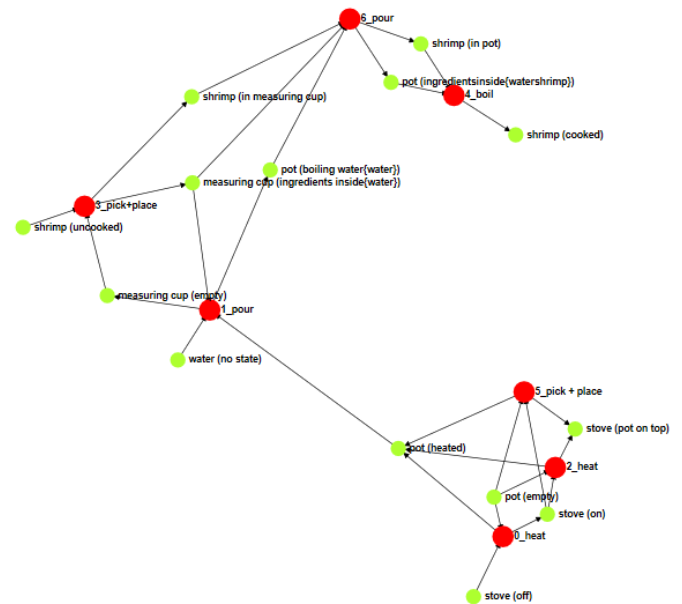 6_pour
shrimp (in pot)
pot (ingredientsinside{watershrimp})
4_boil
shrimp (in measuring cup)
shrimp (cooked)
pot (boiling water{water})
measuring cup (ingredients inside{water})
3_pick+place
shrimp (uncooked)
measuring cup (empty)
1_pour
water (no state)
5_pick + place
stove (pot on top)
pot (heated)
2_heat
pot (empty)
stove (on)
0_heat
stove (off)